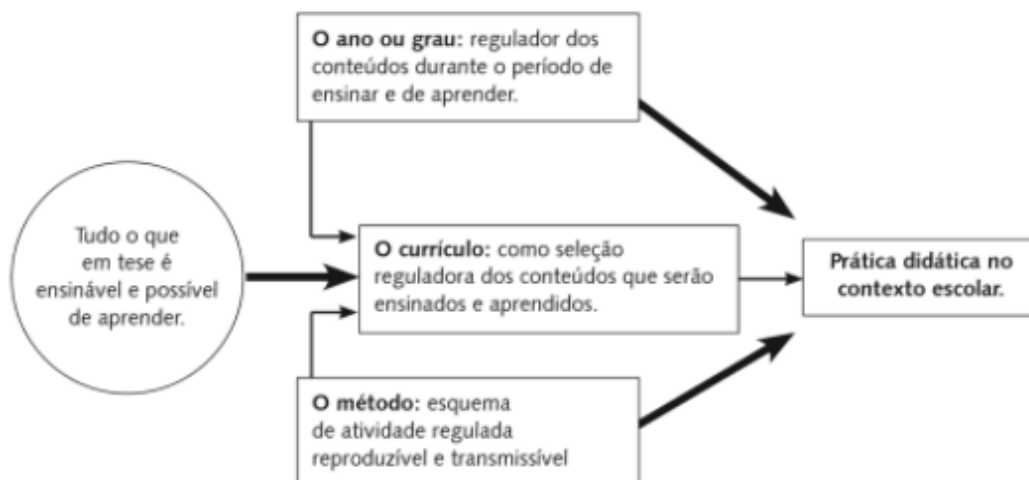 O ano ou grau: regulador dos
conteúdos durante o período de
ensinar e de aprender.
Tudo o que
em tese é
ensinável e possível
de aprender.
O currículo: como seleção
reguladora dos conteúdos que serão
ensinados e aprendidos.
Prática didática no
contexto escolar.
O método: esquema
de atividade regulada
reproduzível e transmissível